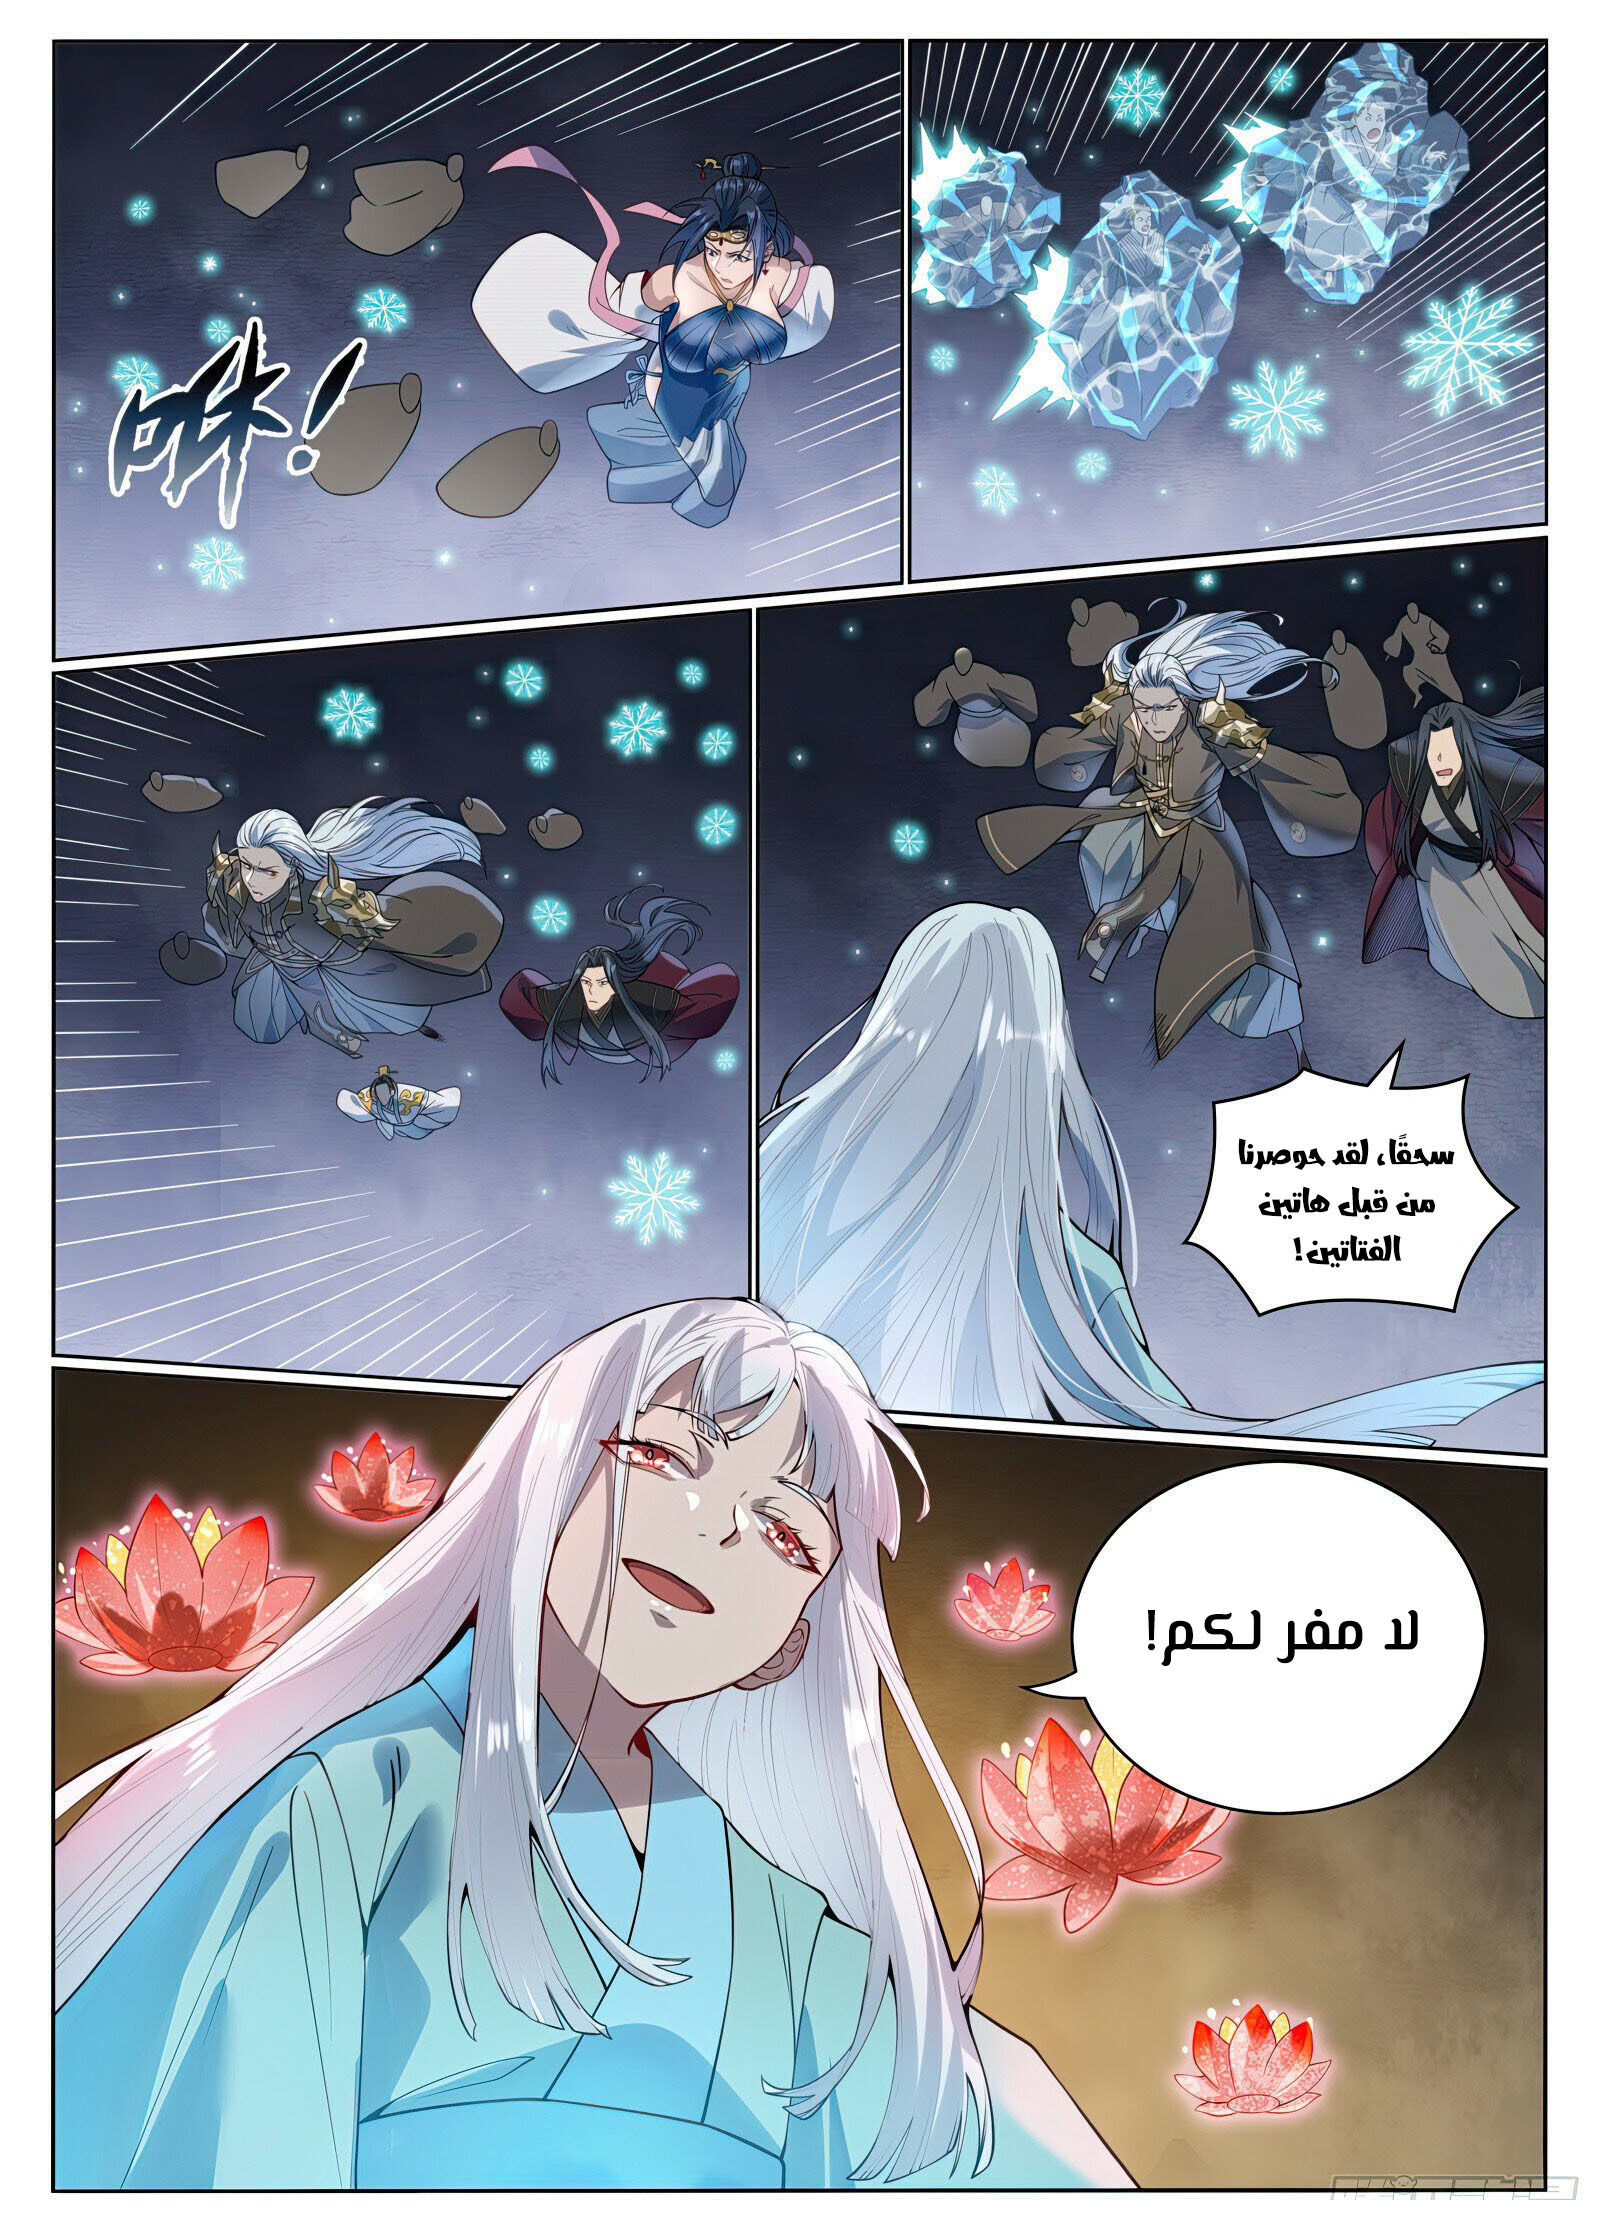 咻!
سحقًا، لقد حوصرنا
من قبل هاتين
الفتاتين!
لا مفر لكم!